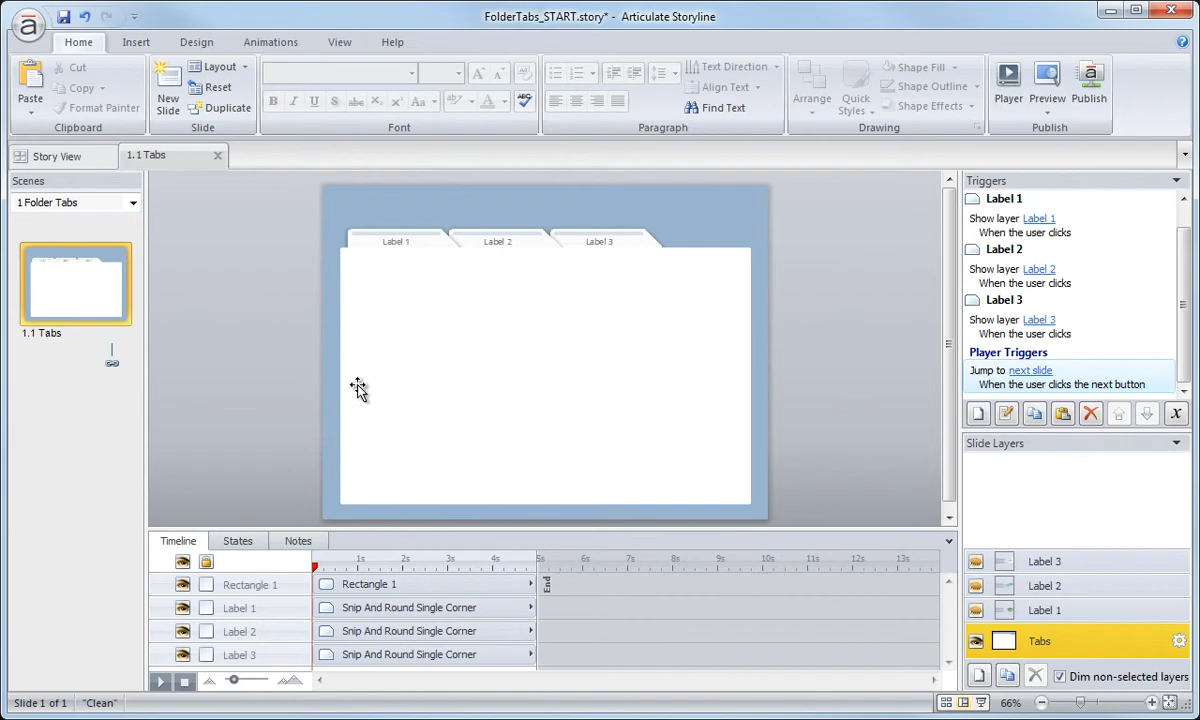 FolderTabs_START.story* - Articulate Storyline
Home Insert Design Animations View Help
Paste
Cut
Copy
Format Painter
Clipboard
New Slide
Layout
Reset
Duplicate
Slide
B I U S abc X₂ X² Aa A
ABC
Font
Text Direction
Align Text
Find Text
Paragraph
Arrange
Quick Styles
Shape Fill
Shape Outline
Shape Effects
Drawing
Player
Preview
Publish
Publish
Story View
1.1 Tabs
Scenes
1 Folder Tabs
1.1 Tabs
Label 1 Label 2 Label 3
Triggers
Label 1
Show layer Label 1
When the user clicks
Label 2
Show layer Label 2
When the user clicks
Label 3
Show layer Label 3
When the user clicks
Player Triggers
Jump to next slide
When the user clicks the next button
x
Slide Layers
Label 3
Label 2
Label 1
Tabs
Dim non-selected layers
Timeline States Notes
1s 2s 3s 4s 5s 6s 7s 8s 9s 10s 11s 12s 13s
Rectangle 1 Rectangle 1
End
Label 1 Snip And Round Single Corner
Label 2 Snip And Round Single Corner
Label 3 Snip And Round Single Corner
Slide 1 of 1 "Clean" 66%